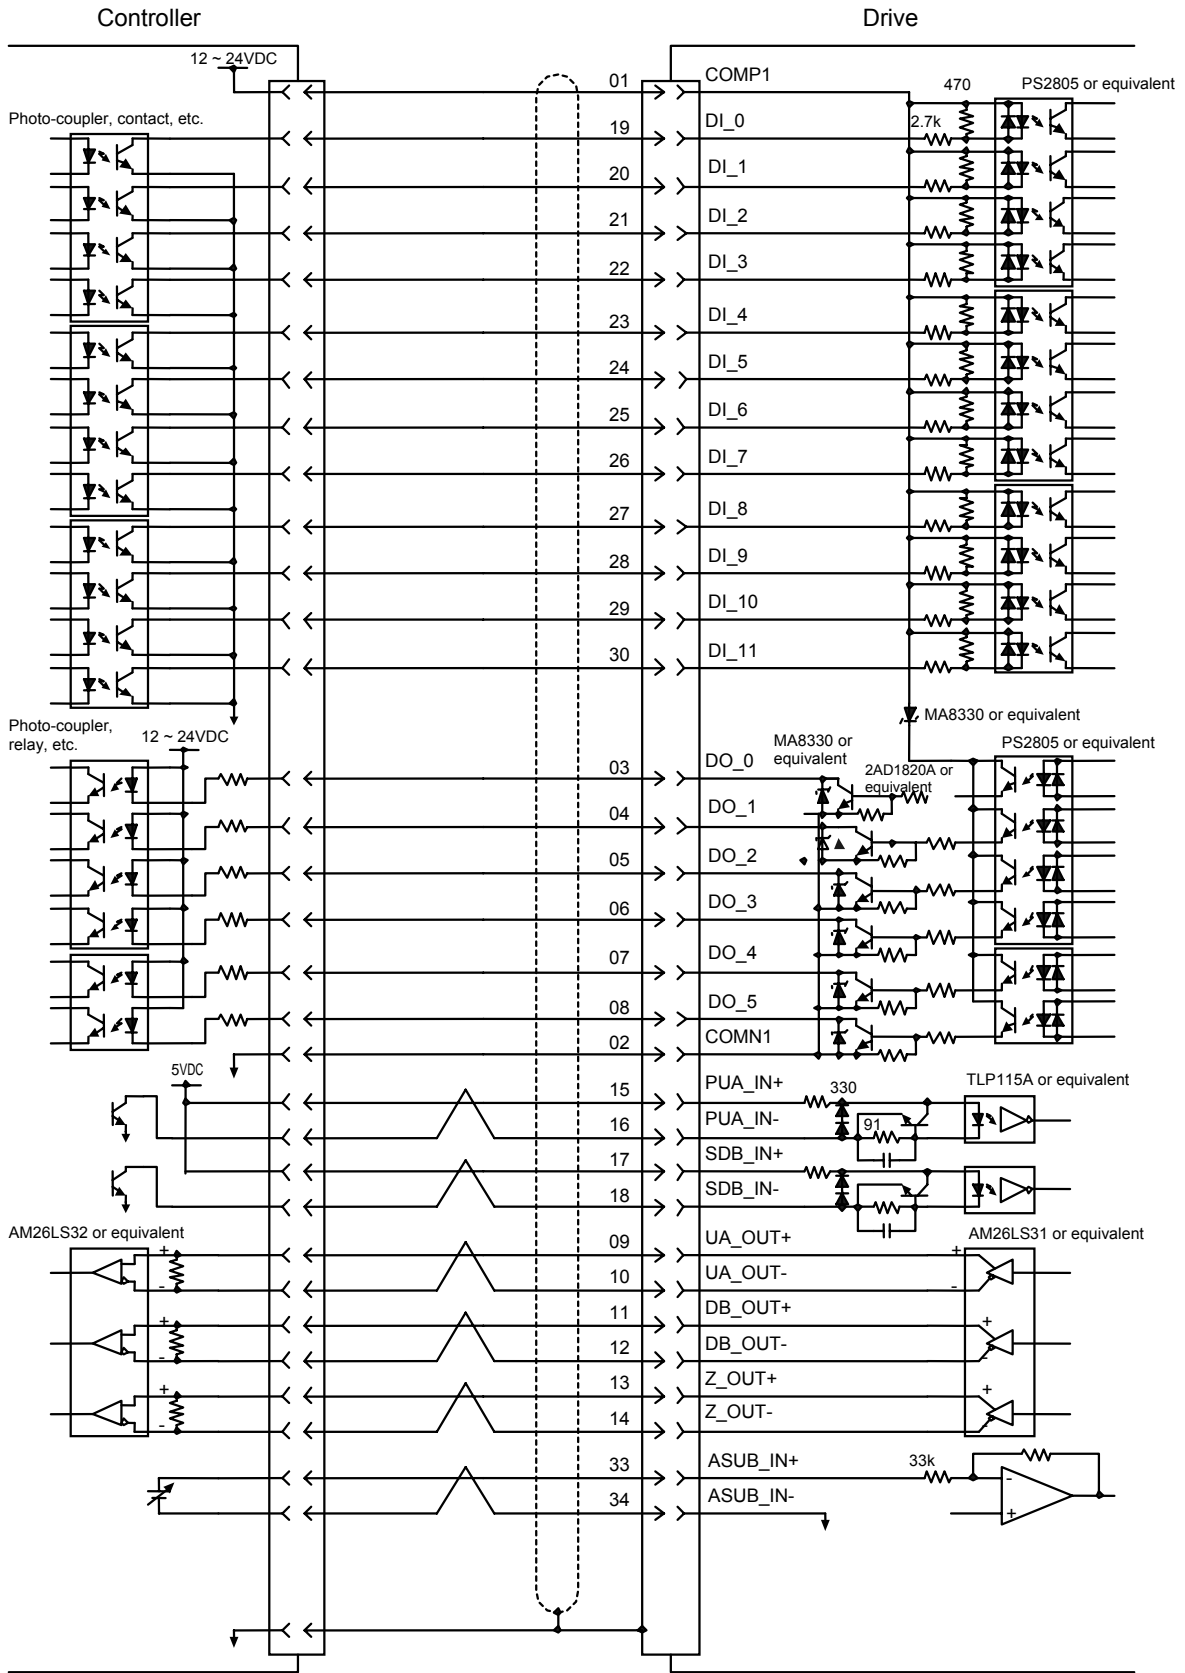 Controller
Drive
12 ~ 24VDC
01
COMP1
470
PS2805 or equivalent
Photo-coupler, contact, etc.
19
DI_0
2.7k
20
DI_1
21
DI_2
22
DI_3
23
DI_4
24
DI_5
25
DI_6
26
DI_7
27
DI_8
28
DI_9
29
DI_10
30
DI_11
MA8330 or equivalent
Photo-coupler,
relay, etc.
12 ~ 24VDC
MA8330 or
equivalent
PS2805 or equivalent
03
DO_0
2AD1820A or
equivalent
04
DO_1
05
DO_2
06
DO_3
07
DO_4
08
DO_5
02
COMN1
5VDC
15
PUA_IN+
330
TLP115A or equivalent
16
PUA_IN-
91
17
SDB_IN+
18
SDB_IN-
AM26LS32 or equivalent
AM26LS31 or equivalent
+
09
UA_OUT+
+
-
10
UA_OUT-
-
+
11
DB_OUT+
+
-
12
DB_OUT-
-
+
13
Z_OUT+
+
-
14
Z_OUT-
-
33
ASUB_IN+
33k
-
34
ASUB_IN-
+